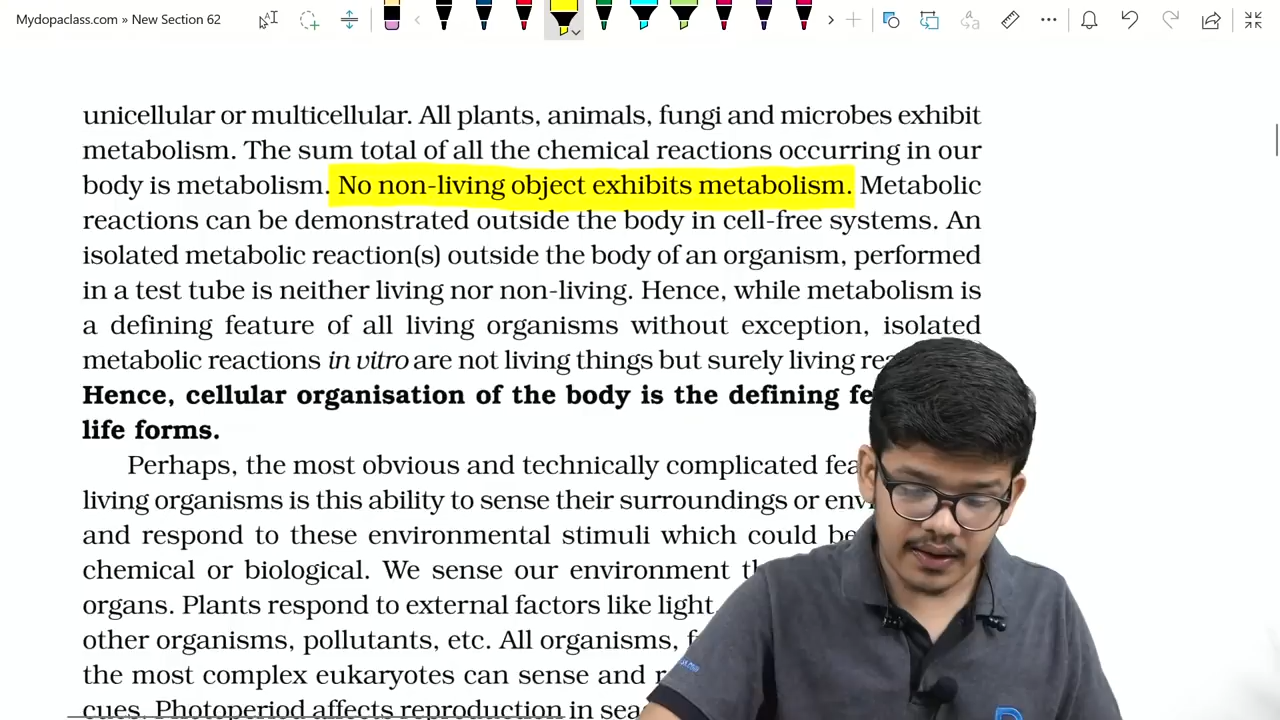 Mydopaclass.com » New Section 62
unicellular or multicellular. All plants, animals, fungi and microbes exhibit
metabolism. The sum total of all the chemical reactions occurring in our
body is metabolism. No non-living object exhibits metabolism. Metabolic
reactions can be demonstrated outside the body in cell-free systems. An
isolated metabolic reaction(s) outside the body of an organism, performed
in a test tube is neither living nor non-living. Hence, while metabolism is
a defining feature of all living organisms without exception, isolated
metabolic reactions in vitro are not living things but surely living
Hence, cellular organisation of the body is the defining
life forms.
Perhaps, the most obvious and technically complicated
living organisms is this ability to sense their surroundings or
and respond to these environmental stimuli which could be
chemical or biological. We sense our environment
organs. Plants respond to external factors like light,
other organisms, pollutants, etc. All organisms,
the most complex eukaryotes can sense and
cues. Photoperiod affects reproduction in